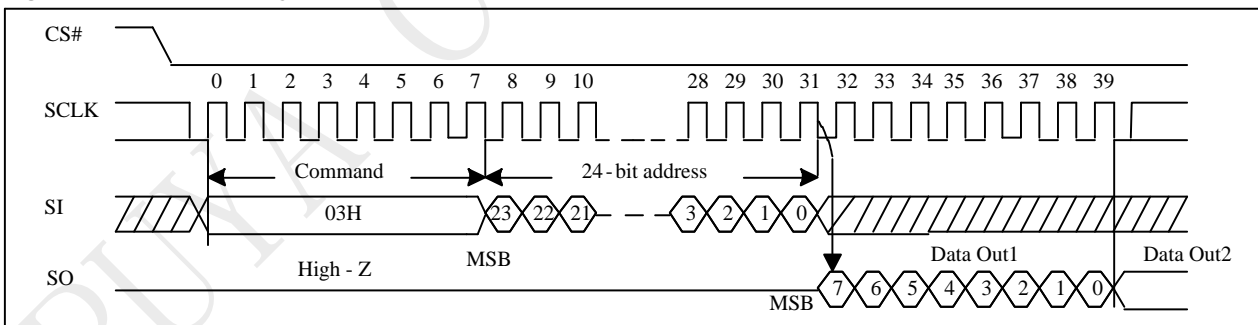 CS#
0 1 2 3 4 5 6 7 8 9 10 28 29 30 31 32 33 34 35 36 37 38 39
SCLK
Command 24-bit address
SI 03H 23 22 21 3 2 1 0
High - Z MSB Data Out1 Data Out2
SO MSB 7 6 5 4 3 2 1 0
PUYA